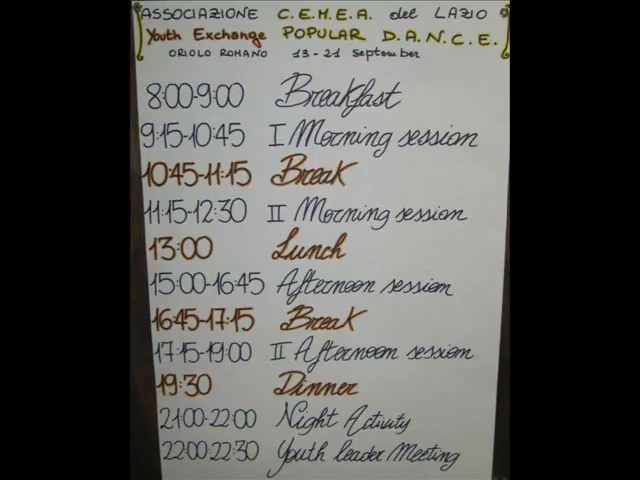 ASSOCIAZIONE C.E.M.E.A. del LAZIO
Youth Exchange POPULAR D.A.N.C.E.
ORIOLO ROMANO 13-21 September
8:00-9:00 Breakfast
9:15-10:45 I Morning session
10:45-11:15 Break
11:15-12:30 II Morning session
13:00 Lunch
15:00-16:45 Afternoon session
16:45-17:15 Break
17:15-19:00 II Afternoon session
19:30 Dinner
21:00-22:00 Night Activity
22:00-22:30 Youth leader Meeting